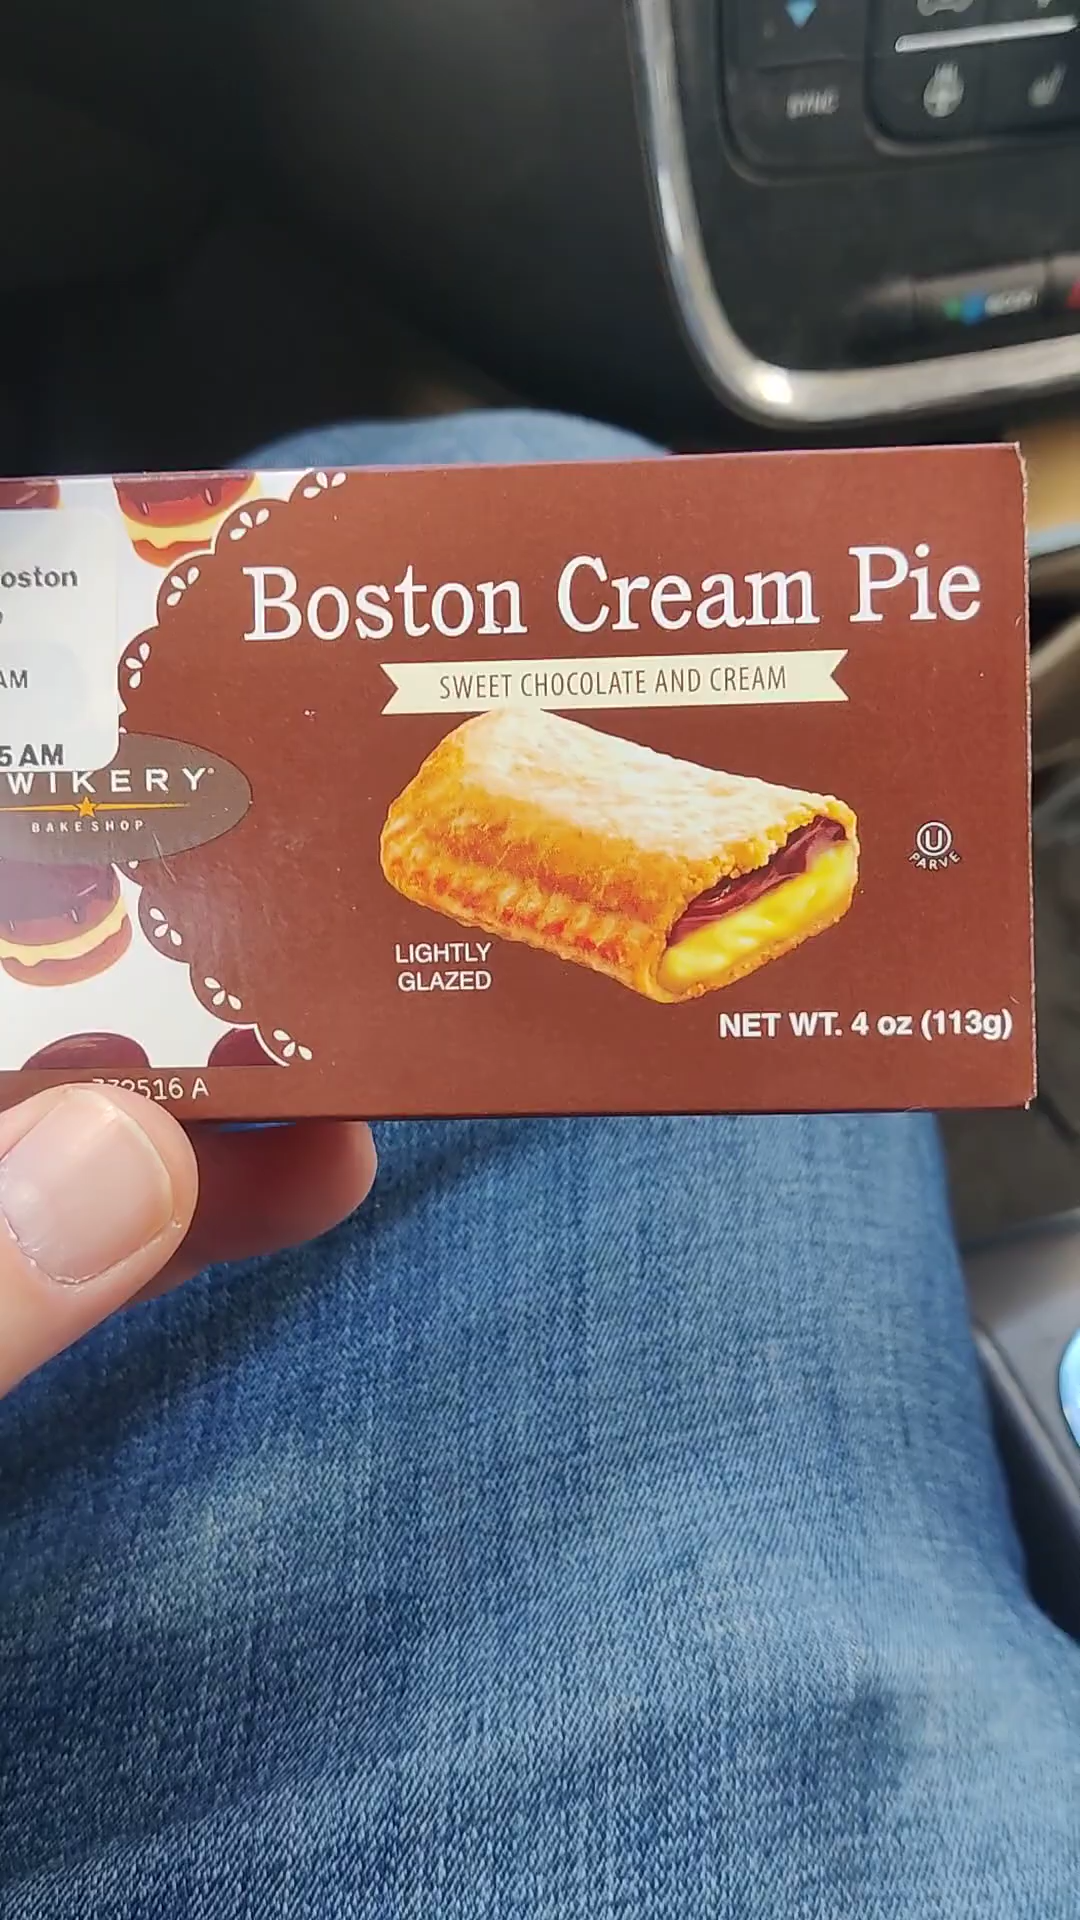 SYNC
oston
AM
5 AM
WIKERY
BAKE SHOP
Boston Cream Pie
SWEET CHOCOLATE AND CREAM
LIGHTLY
GLAZED
U
PARVE
NET WT. 4 oz (113g)
2516 A